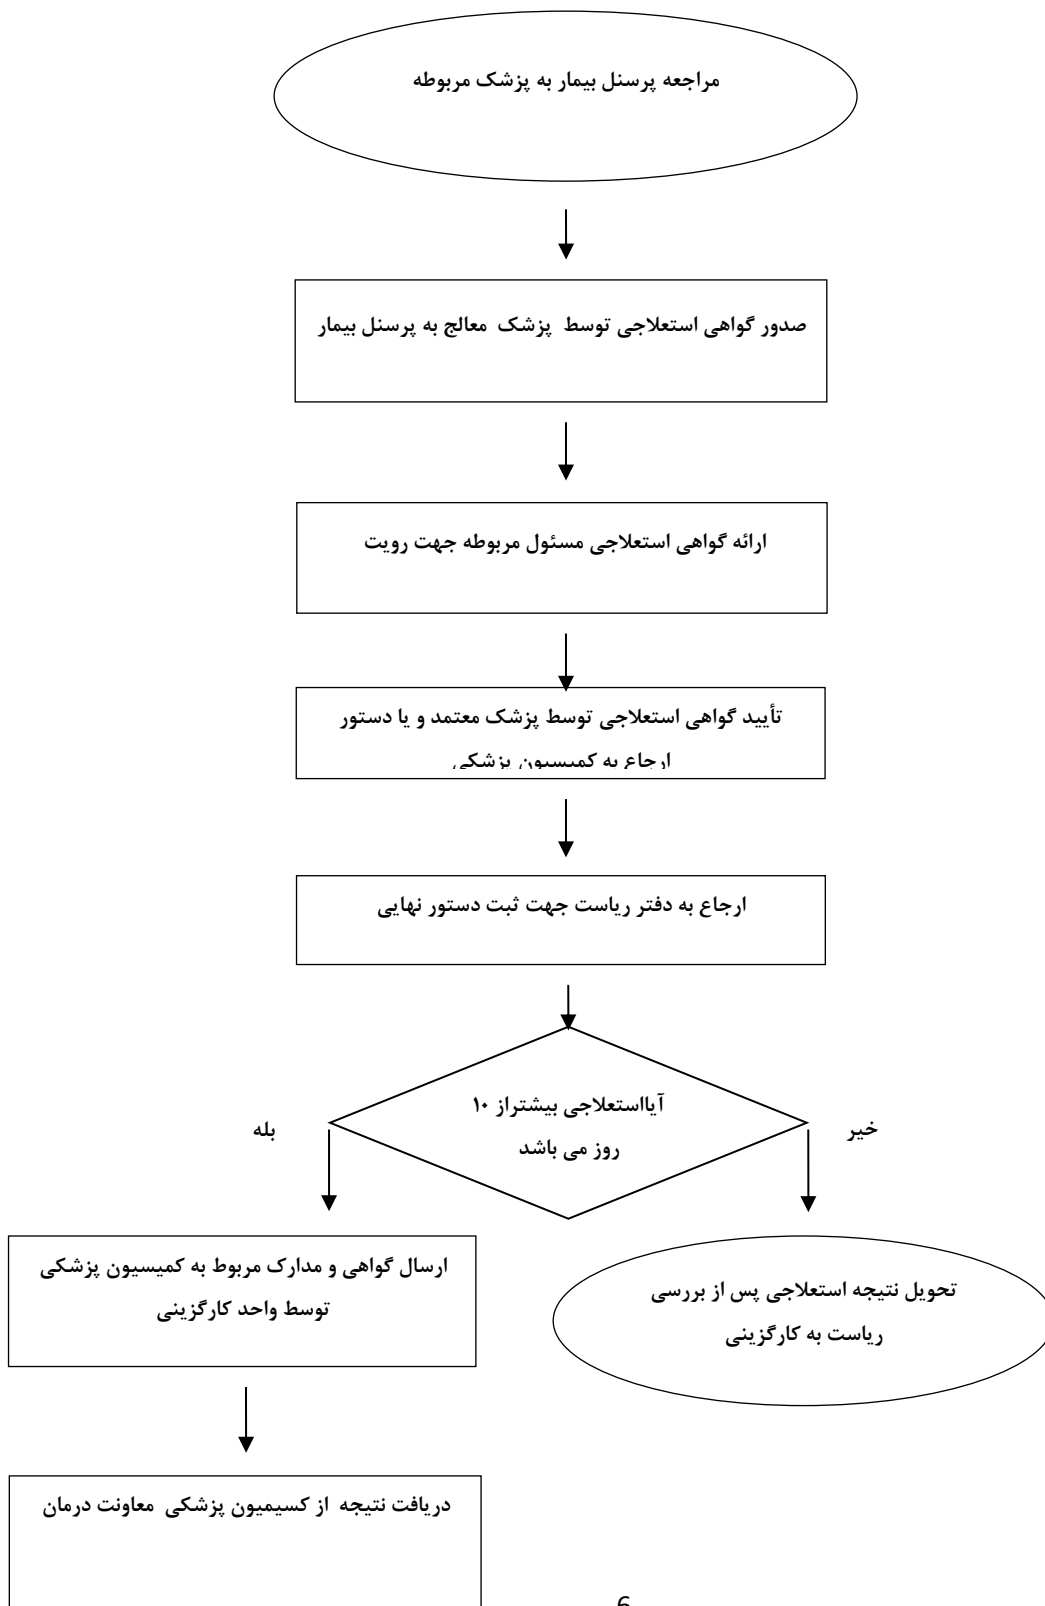 مراجعه پرسنل بیمار به پزشک مربوطه
صدور گواهی استعلاجی توسط پزشک معالج به پرسنل بیمار
ارائه گواهی استعلاجی مسئول مربوطه جهت رویت
تأیید گواهی استعلاجی توسط پزشک معتمد و یا دستور
ارجاع به کمیسیون پزشکی
ارجاع به دفتر ریاست جهت ثبت دستور نهایی
آیااستعلاجی بیشتراز ۱۰
روز می باشد
خیر
بله
تحویل نتیجه استعلاجی پس از بررسی
ریاست به کارگزینی
ارسال گواهی و مدارک مربوط به کمیسیون پزشکی
توسط واحد کارگزینی
دریافت نتیجه از کسیمیون پزشکی معاونت درمان
6